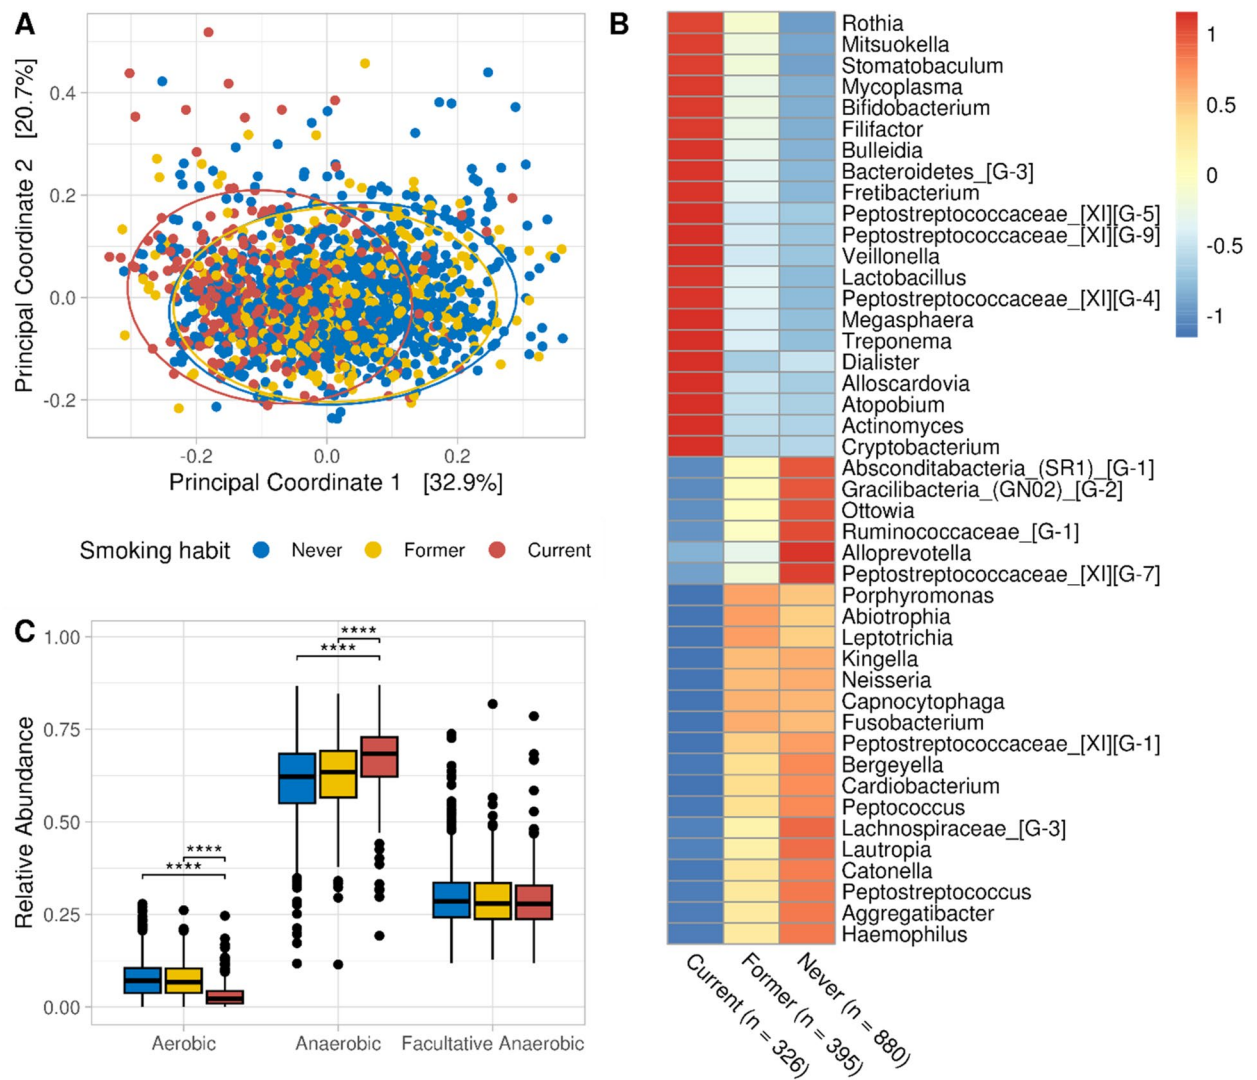 A
Principal Coordinate 2 [20.7%]
0.4
0.2
0.0
-0.2
-0.2
0.0
0.2
Principal Coordinate 1 [32.9%]
Smoking habit Never Former Current
B
Rothia
Mitsuokella
Stomatobaculum
Mycoplasma
Bifidobacterium
Filifactor
Bulleidia
Bacteroidetes_[G-3]
Fretibacterium
Peptostreptococcaceae_[XI][G-5]
Peptostreptococcaceae_[XI][G-9]
Veillonella
Lactobacillus
Peptostreptococcaceae_[XI][G-4]
Megasphaera
Treponema
Dialister
Alloscardovia
Atopobium
Actinomyces
Cryptobacterium
Absconditabacteria_(SR1)_[G-1]
Gracilibacteria_(GN02)_[G-2]
Ottowia
Ruminococcaceae_[G-1]
Alloprevotella
Peptostreptococcaceae_[XI][G-7]
Porphyromonas
Abiotrophia
Leptotrichia
Kingella
Neisseria
Capnocytophaga
Fusobacterium
Peptostreptococcaceae_[XI][G-1]
Bergeyella
Cardiobacterium
Peptococcus
Lachnospiraceae_[G-3]
Lautropia
Catonella
Peptostreptococcus
Aggregatibacter
Haemophilus
Current (n = 326)
Former (n = 395)
Never (n = 880)
1
0.5
0
-0.5
-1
C
Relative Abundance
1.00
0.75
0.50
0.25
0.00
****
****
****
****
Aerobic
Anaerobic
Facultative Anaerobic